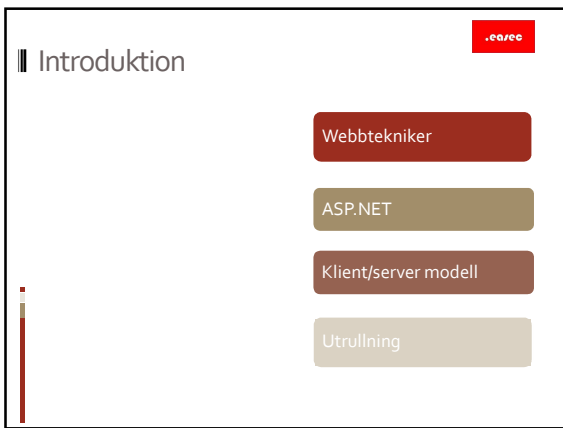 .easec
Introduktion
Webbtekniker
ASP.NET
Klient/server modell
Utrullning